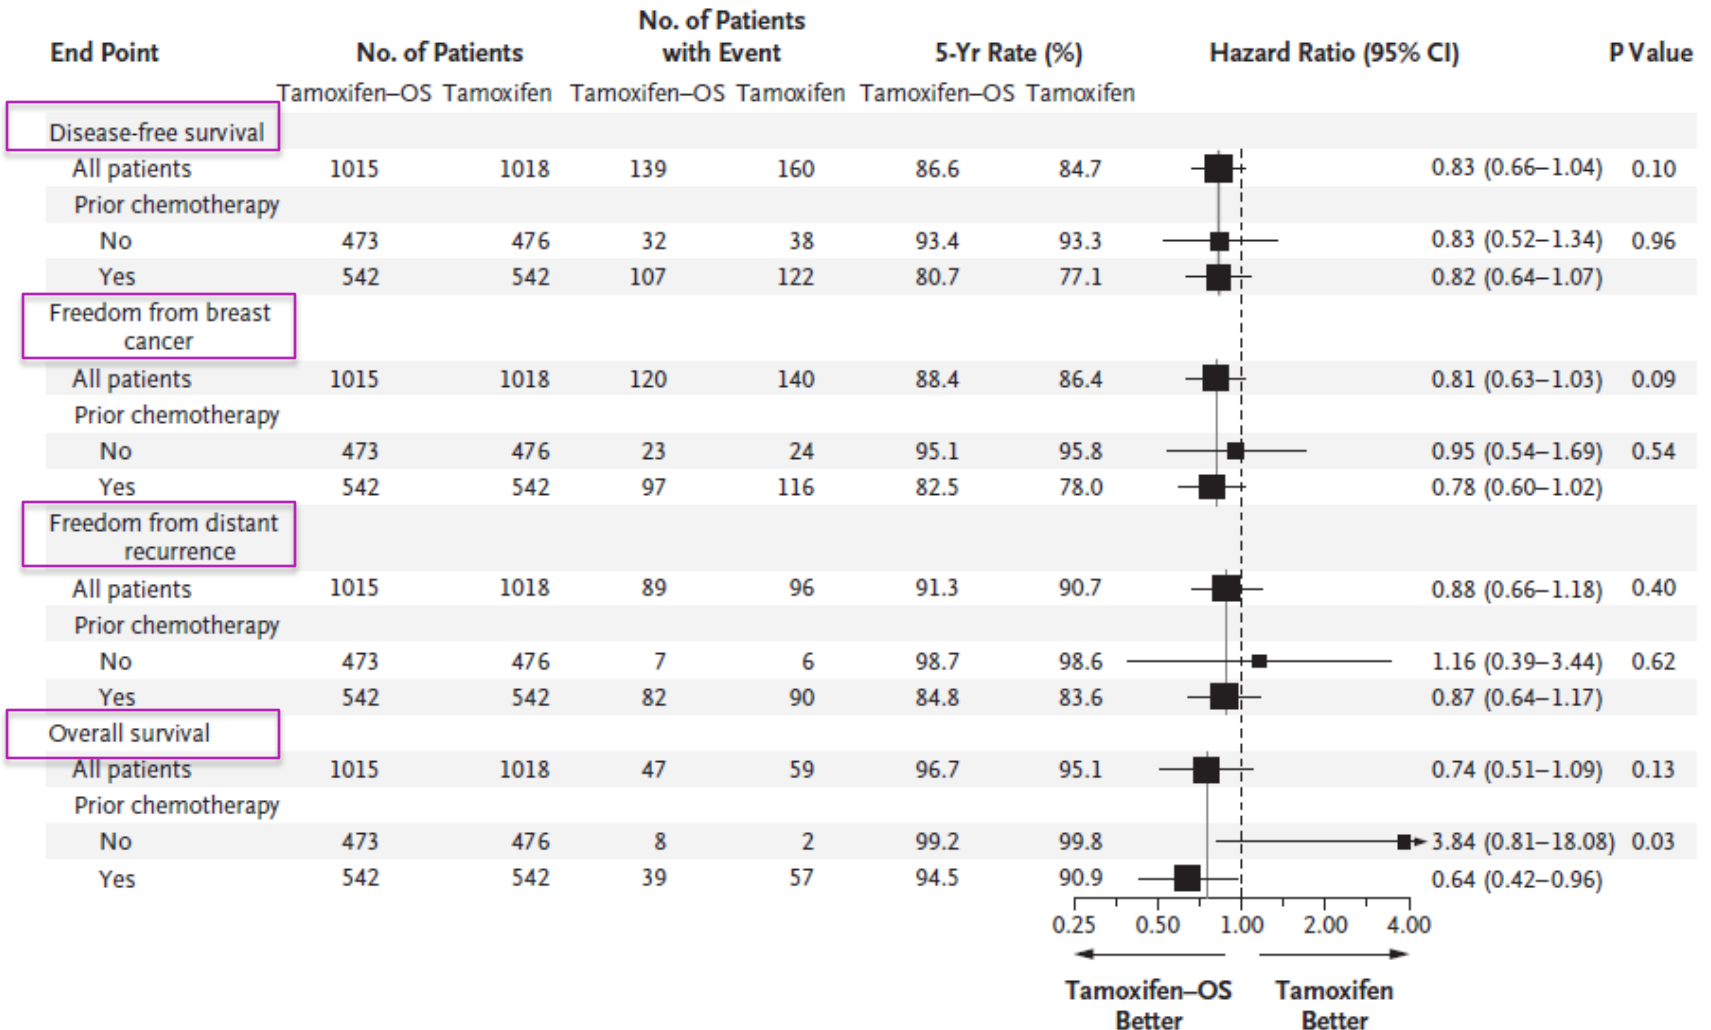 No. of Patients
End Point No. of Patients with Event 5-Yr Rate (%) Hazard Ratio (95% CI) P Value
Tamoxifen–OS Tamoxifen Tamoxifen–OS Tamoxifen Tamoxifen–OS Tamoxifen
Disease-free survival
All patients 1015 1018 139 160 86.6 84.7 0.83 (0.66–1.04) 0.10
Prior chemotherapy
No 473 476 32 38 93.4 93.3 0.83 (0.52–1.34) 0.96
Yes 542 542 107 122 80.7 77.1 0.82 (0.64–1.07)
Freedom from breast
cancer
All patients 1015 1018 120 140 88.4 86.4 0.81 (0.63–1.03) 0.09
Prior chemotherapy
No 473 476 23 24 95.1 95.8 0.95 (0.54–1.69) 0.54
Yes 542 542 97 116 82.5 78.0 0.78 (0.60–1.02)
Freedom from distant
recurrence
All patients 1015 1018 89 96 91.3 90.7 0.88 (0.66–1.18) 0.40
Prior chemotherapy
No 473 476 7 6 98.7 98.6 1.16 (0.39–3.44) 0.62
Yes 542 542 82 90 84.8 83.6 0.87 (0.64–1.17)
Overall survival
All patients 1015 1018 47 59 96.7 95.1 0.74 (0.51–1.09) 0.13
Prior chemotherapy
No 473 476 8 2 99.2 99.8 3.84 (0.81–18.08) 0.03
Yes 542 542 39 57 94.5 90.9 0.64 (0.42–0.96)
0.25 0.50 1.00 2.00 4.00
Tamoxifen–OS Tamoxifen
Better Better